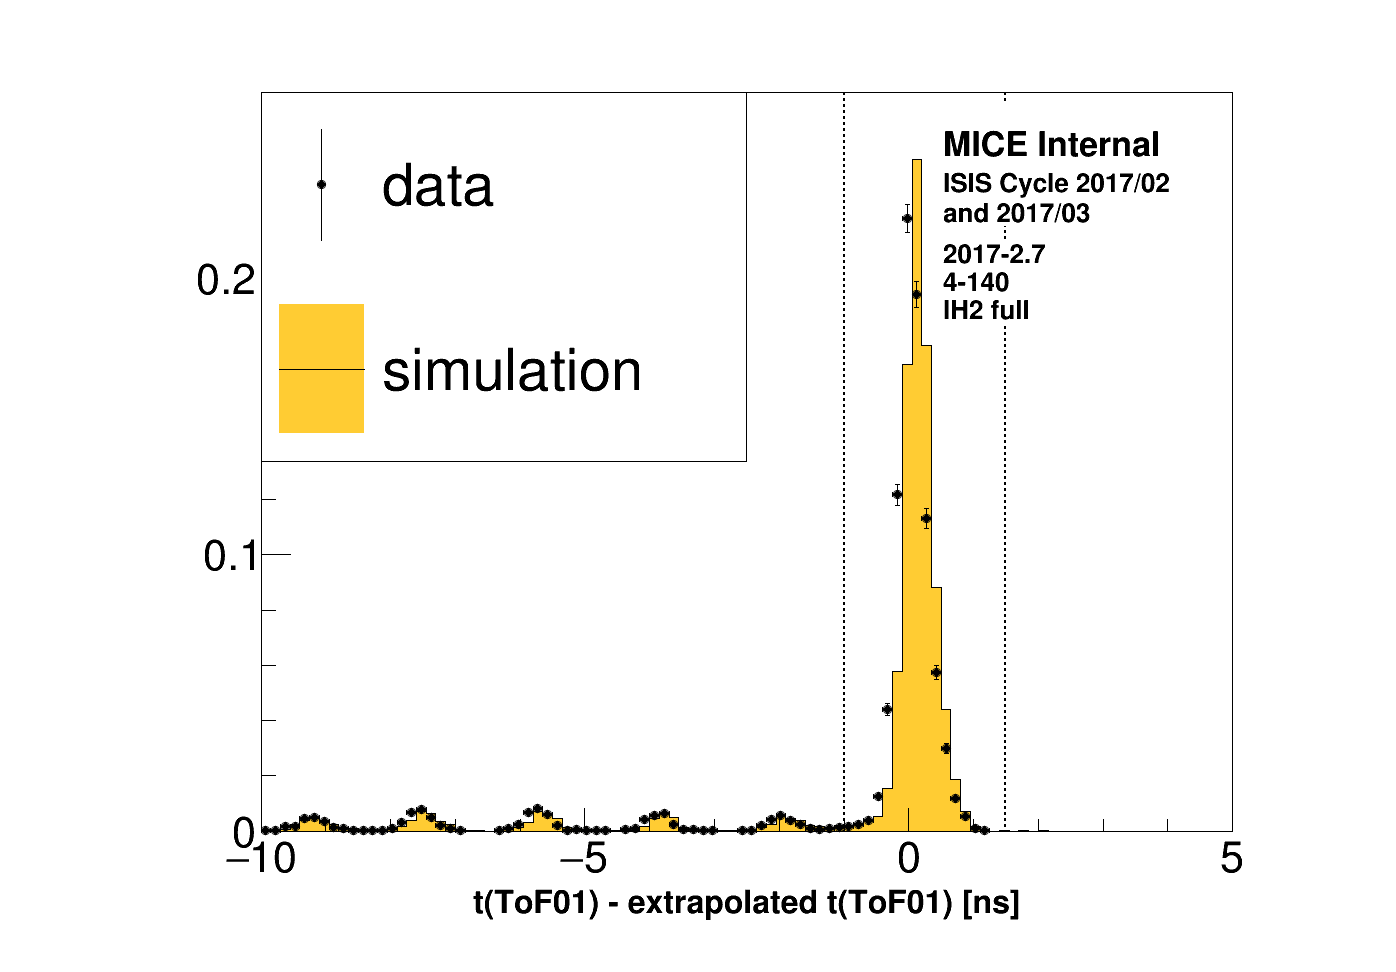 MICE Internal
ISIS Cycle 2017/02
and 2017/03
2017-2.7
4-140
lH2 full
data
simulation
0.2
0.1
0
−10
−5
0
5
t(ToF01) - extrapolated t(ToF01) [ns]